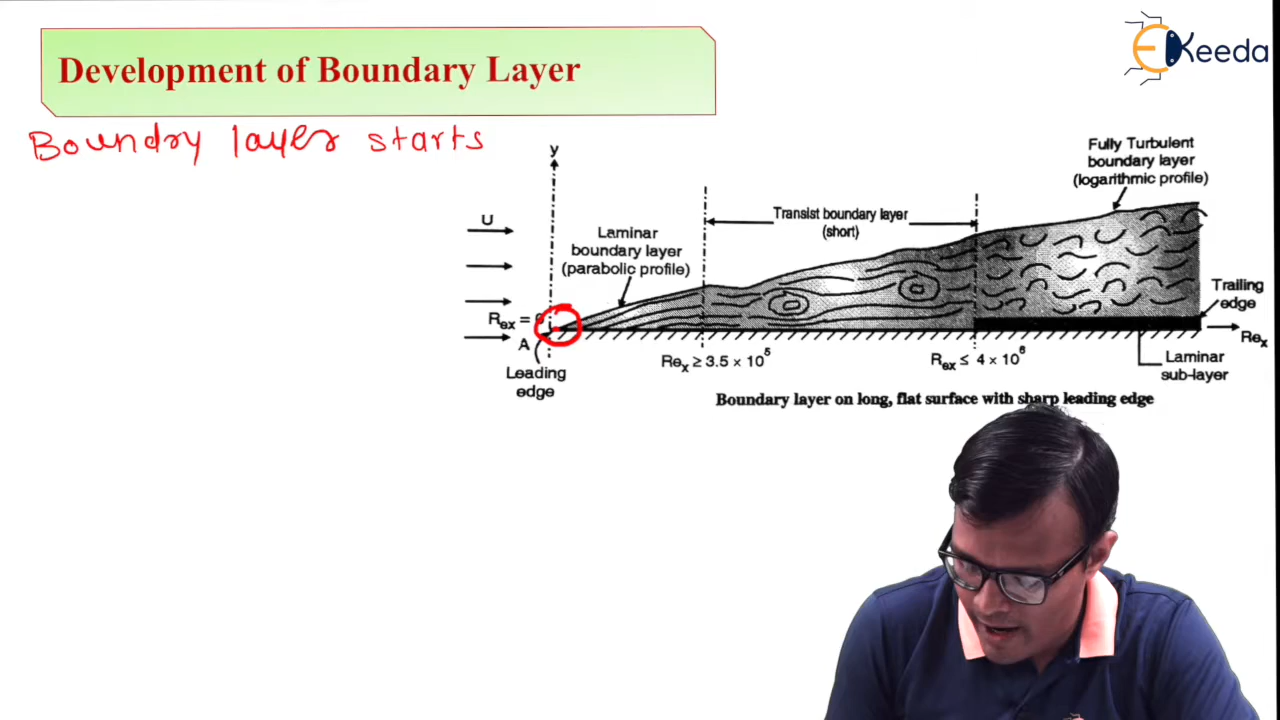 Development of Boundary Layer
EKeeda
Boundry layer starts
y
Fully Turbulent
boundary layer
(logarithmic profile)
Transist boundary layer
(short)
U
Laminar
boundary layer
(parabolic profile)
Trailing
edge
Rex =
A
Leading
edge
Rex ≥ 3.5 × 10⁵
Rex ≤ 4 × 10⁶
Rex
Laminar
sub-layer
Boundary layer on long, flat surface with sharp leading edge